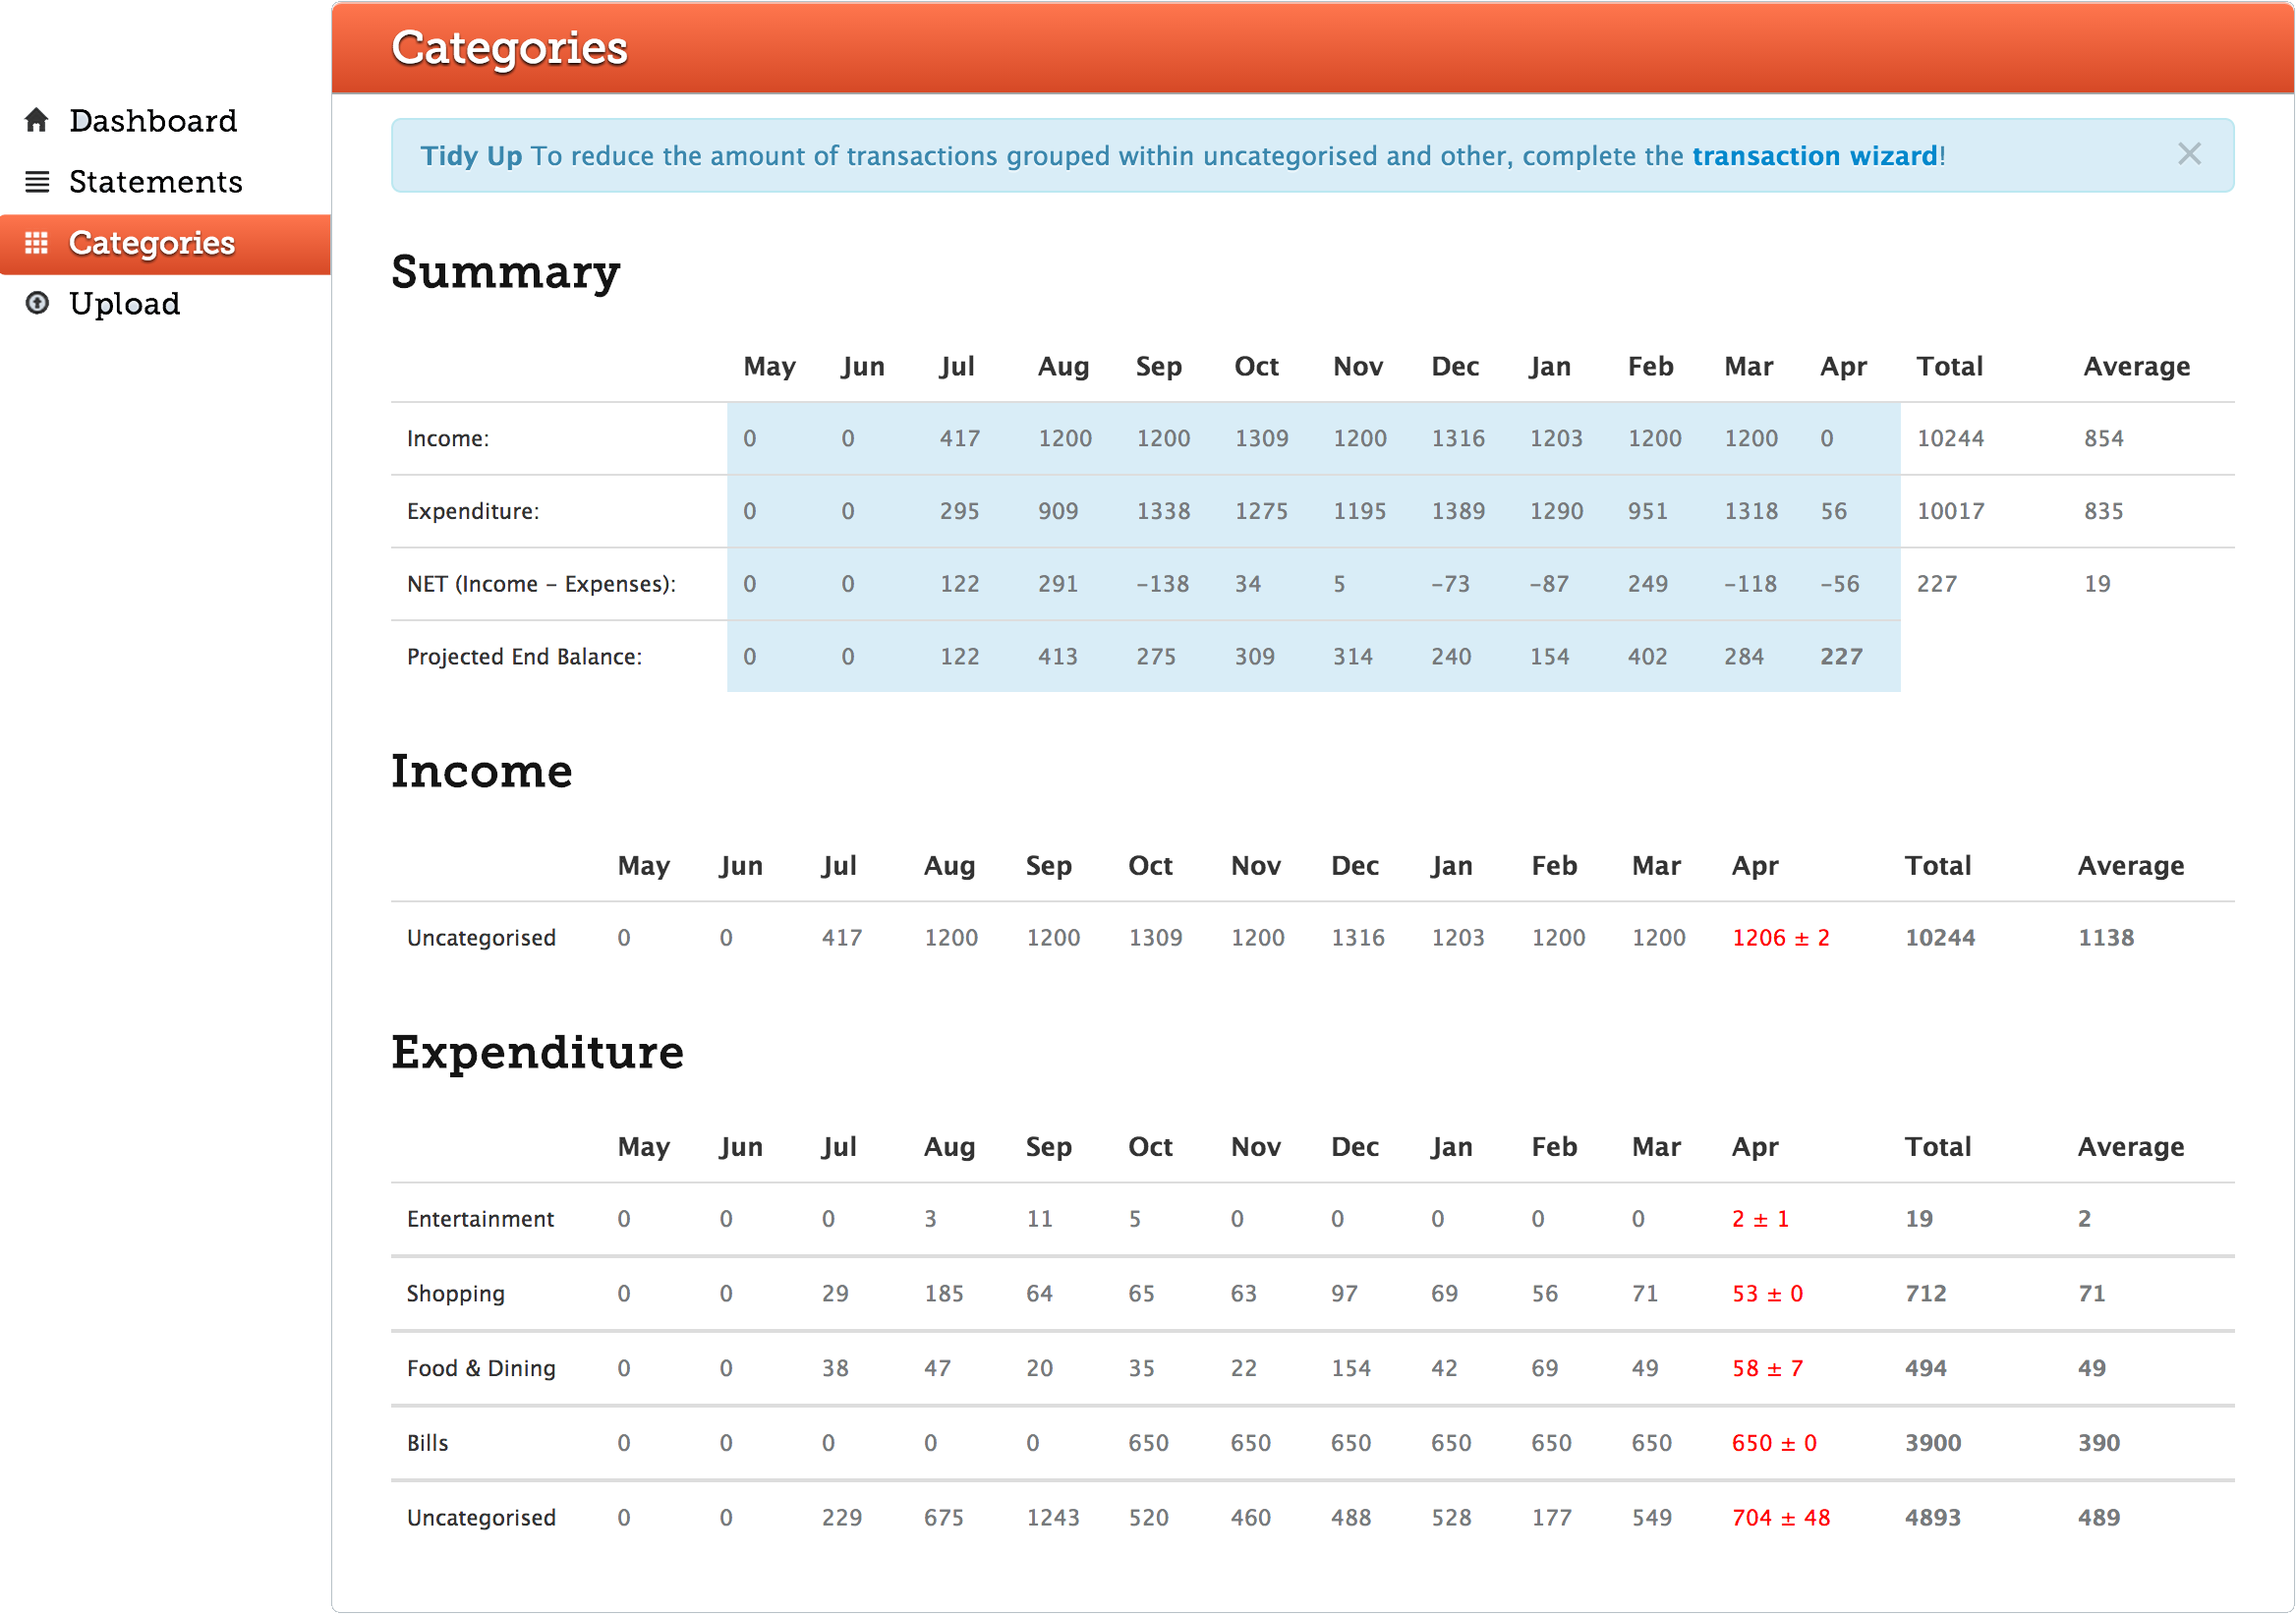 Categories
Dashboard
Statements
Categories
Upload
Tidy Up To reduce the amount of transactions grouped within uncategorised and other, complete the transaction wizard!
Summary
May Jun Jul Aug Sep Oct Nov Dec Jan Feb Mar Apr Total Average
Income: 0 0 417 1200 1200 1309 1200 1316 1203 1200 1200 0 10244 854
Expenditure: 0 0 295 909 1338 1275 1195 1389 1290 951 1318 56 10017 835
NET (Income – Expenses): 0 0 122 291 –138 34 5 –73 –87 249 –118 –56 227 19
Projected End Balance: 0 0 122 413 275 309 314 240 154 402 284 227
Income
May Jun Jul Aug Sep Oct Nov Dec Jan Feb Mar Apr Total Average
Uncategorised 0 0 417 1200 1200 1309 1200 1316 1203 1200 1200 1206 ± 2 10244 1138
Expenditure
May Jun Jul Aug Sep Oct Nov Dec Jan Feb Mar Apr Total Average
Entertainment 0 0 0 3 11 5 0 0 0 0 0 2 ± 1 19 2
Shopping 0 0 29 185 64 65 63 97 69 56 71 53 ± 0 712 71
Food & Dining 0 0 38 47 20 35 22 154 42 69 49 58 ± 7 494 49
Bills 0 0 0 0 0 650 650 650 650 650 650 650 ± 0 3900 390
Uncategorised 0 0 229 675 1243 520 460 488 528 177 549 704 ± 48 4893 489